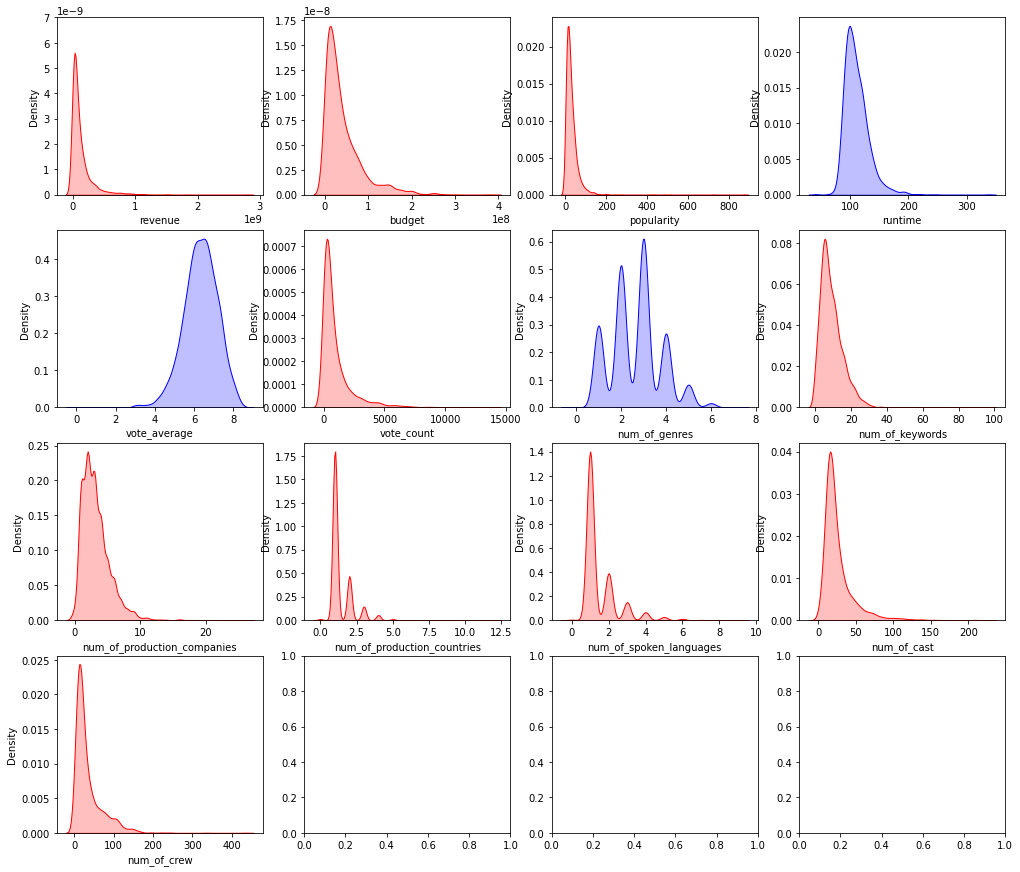 1e−9
7
6
5
4
3
2
1
0
Density
0 1 2 3
revenue 1e9
1e−8
1.75
1.50
1.25
1.00
0.75
0.50
0.25
0.00
Density
0 1 2 3 4
budget 1e8
0.020
0.015
0.010
0.005
0.000
Density
0 200 400 600 800
popularity
0.025
0.020
0.015
0.010
0.005
0.000
Density
100 200 300
runtime
0.4
0.3
0.2
0.1
0.0
Density
0 2 4 6 8
vote_average
0.0007
0.0006
0.0005
0.0004
0.0003
0.0002
0.0001
0.0000
Density
0 5000 10000 15000
vote_count
0.6
0.5
0.4
0.3
0.2
0.1
0.0
Density
0 2 4 6 8
num_of_genres
0.08
0.06
0.04
0.02
0.00
Density
0 20 40 60 80 100
num_of_keywords
0.25
0.20
0.15
0.10
0.05
0.00
Density
0 10 20
num_of_production_companies
1.75
1.50
1.25
1.00
0.75
0.50
0.25
0.00
Density
0.0 2.5 5.0 7.5 10.0 12.5
num_of_production_countries
1.4
1.2
1.0
0.8
0.6
0.4
0.2
0.0
Density
0 2 4 6 8 10
num_of_spoken_languages
0.04
0.03
0.02
0.01
0.00
Density
0 50 100 150 200
num_of_cast
0.025
0.020
0.015
0.010
0.005
0.000
Density
0 100 200 300 400
num_of_crew
1.0
0.8
0.6
0.4
0.2
0.0
0.0 0.2 0.4 0.6 0.8 1.0
1.0
0.8
0.6
0.4
0.2
0.0
0.0 0.2 0.4 0.6 0.8 1.0
1.0
0.8
0.6
0.4
0.2
0.0
0.0 0.2 0.4 0.6 0.8 1.0